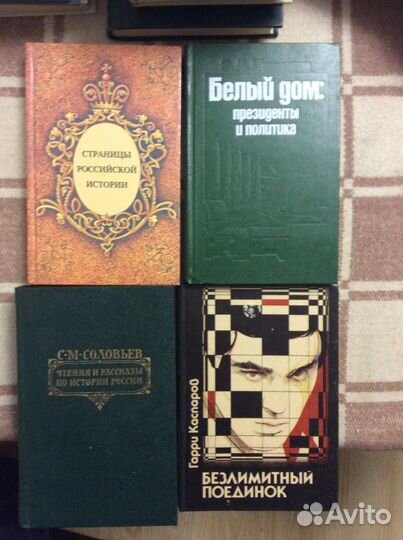 СТРАНИЦЫ
РОССИЙСКОЙ
ИСТОРИИ
Белый дом:
президенты
и политика
С·М·СОЛОВЬЕВ
ЧТЕНИЯ И РАССКАЗЫ
ПО ИСТОРИИ РОССИИ
Гарри Каспаров
БЕЗЛИМИТНЫЙ
ПОЕДИНОК
Avito